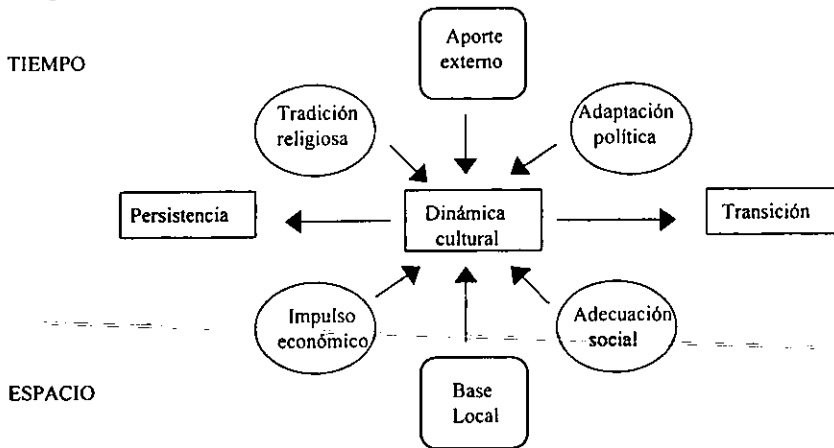 Aporte
externo
TIEMPO
Tradición
religiosa
Adaptación
política
Persistencia
Dinámica
cultural
Transición
Impulso
económico
Adecuación
social
ESPACIO
Base
Local